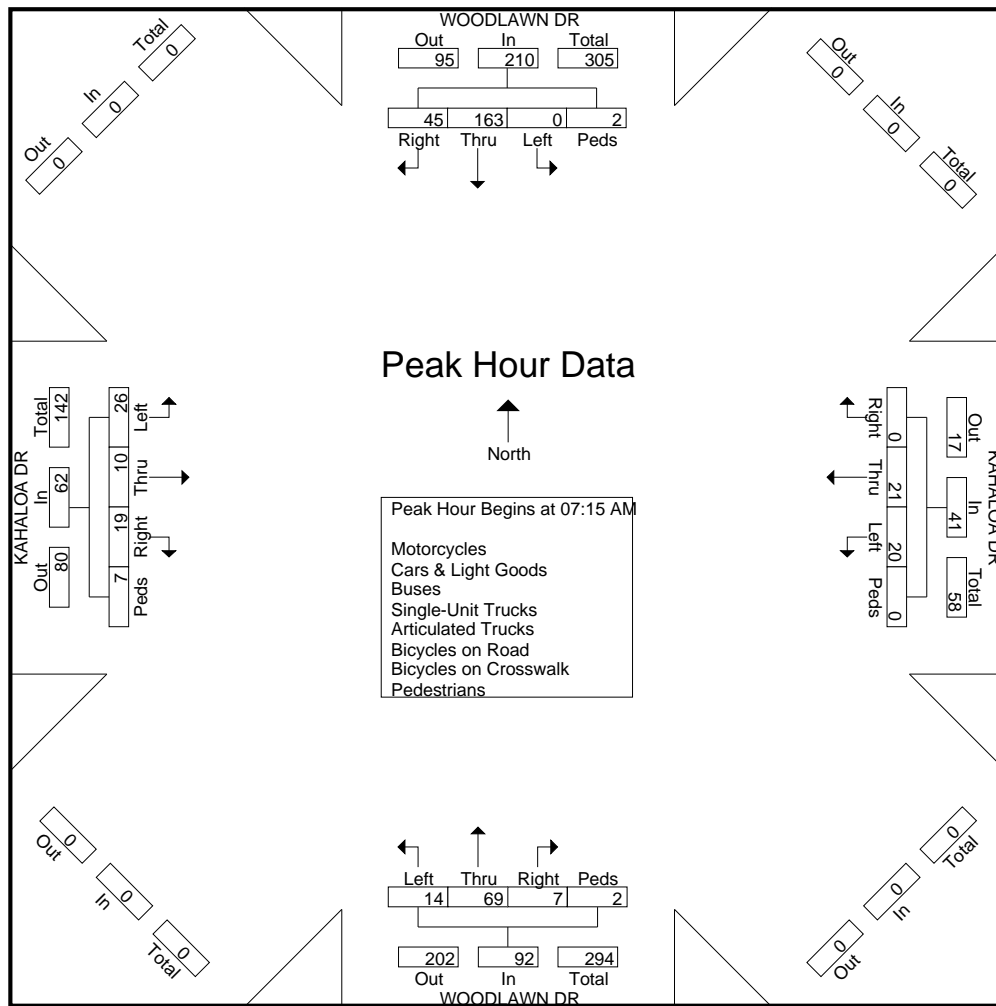 WOODLAWN DR
Out In Total
95 210 305
45 163 0 2
Right Thru Left Peds
Total
0
In
0
Out
0
Out
0
In
0
Total
0
Peak Hour Data
North
Peak Hour Begins at 07:15 AM
Motorcycles
Cars & Light Goods
Buses
Single-Unit Trucks
Articulated Trucks
Bicycles on Road
Bicycles on Crosswalk
Pedestrians
KAHALOA DR
Out In Total
80 62 142
7 19 10 26
Peds Right Thru Left
KAHALOA DR
Out In Total
17 41 58
0 21 20 0
Right Thru Left Peds
Out
0
In
0
Total
0
Total
0
In
0
Out
0
Left Thru Right Peds
14 69 7 2
202 92 294
Out In Total
WOODLAWN DR